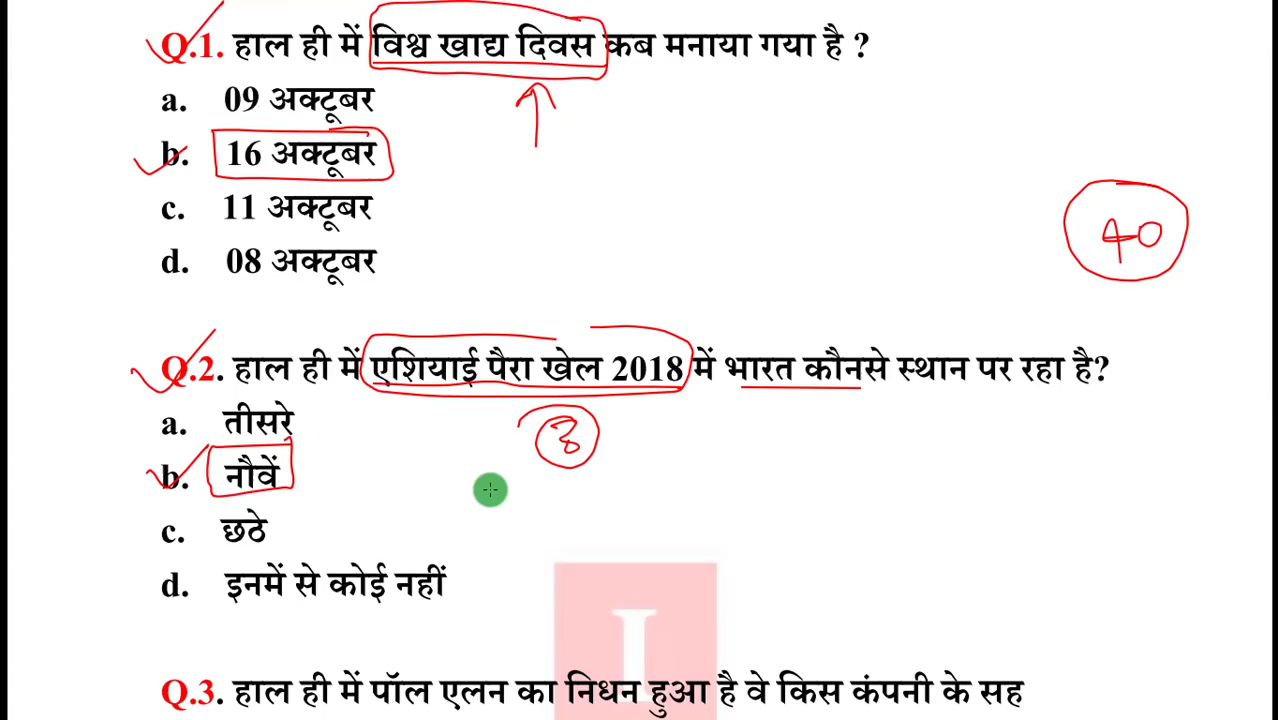 Q.1. हाल ही में विश्व खाद्य दिवस कब मनाया गया है ?
a. 09 अक्टूबर
b. 16 अक्टूबर
c. 11 अक्टूबर
d. 08 अक्टूबर
40
Q.2. हाल ही में एशियाई पैरा खेल 2018 में भारत कौनसे स्थान पर रहा है?
a. तीसरे
b. नौवें
c. छठे
d. इनमें से कोई नहीं
I
Q.3. हाल ही में पॉल एलन का निधन हुआ है वे किस कंपनी के सह